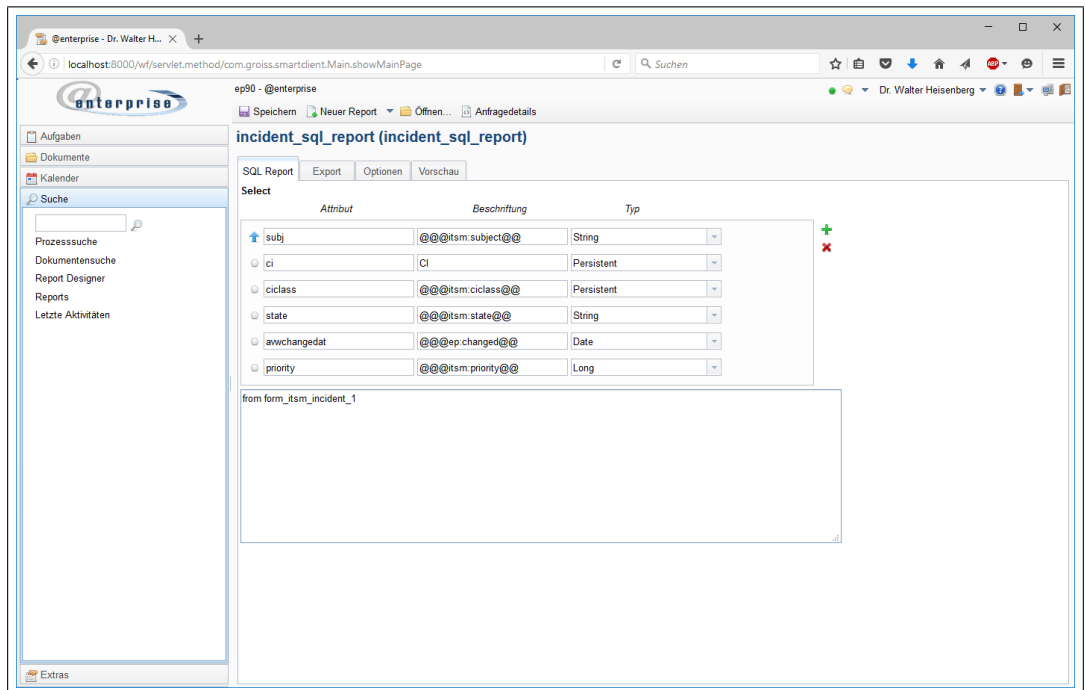 @enterprise - Dr. Walter H...
localhost:8000/wf/servlet.method/com.groiss.smartclient.Main.showMainPage
Suchen
ABP
@enterprise
ep90 - @enterprise
Dr. Walter Heisenberg
Speichern Neuer Report Öffnen... Anfragedetails
Aufgaben
Dokumente
Kalender
Suche
Prozesssuche
Dokumentensuche
Report Designer
Reports
Letzte Aktivitäten
Extras
incident_sql_report (incident_sql_report)
SQL Report Export Optionen Vorschau
Select
Attribut Beschriftung Typ
subj @@@itsm:subject@@ String
ci CI Persistent
ciclass @@@itsm:ciclass@@ Persistent
state @@@itsm:state@@ String
avwchangedat @@@ep:changed@@ Date
priority @@@itsm:priority@@ Long
from form_itsm_incident_1